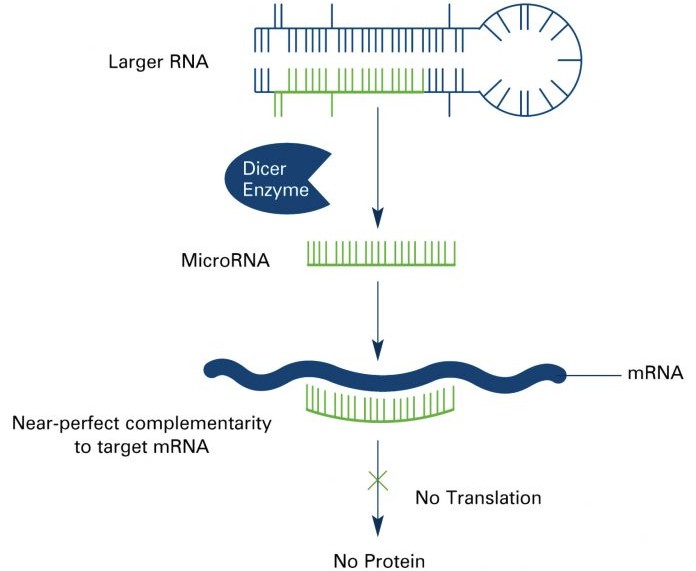 Larger RNA
Dicer
Enzyme
MicroRNA
mRNA
Near-perfect complementarity
to target mRNA
No Translation
No Protein